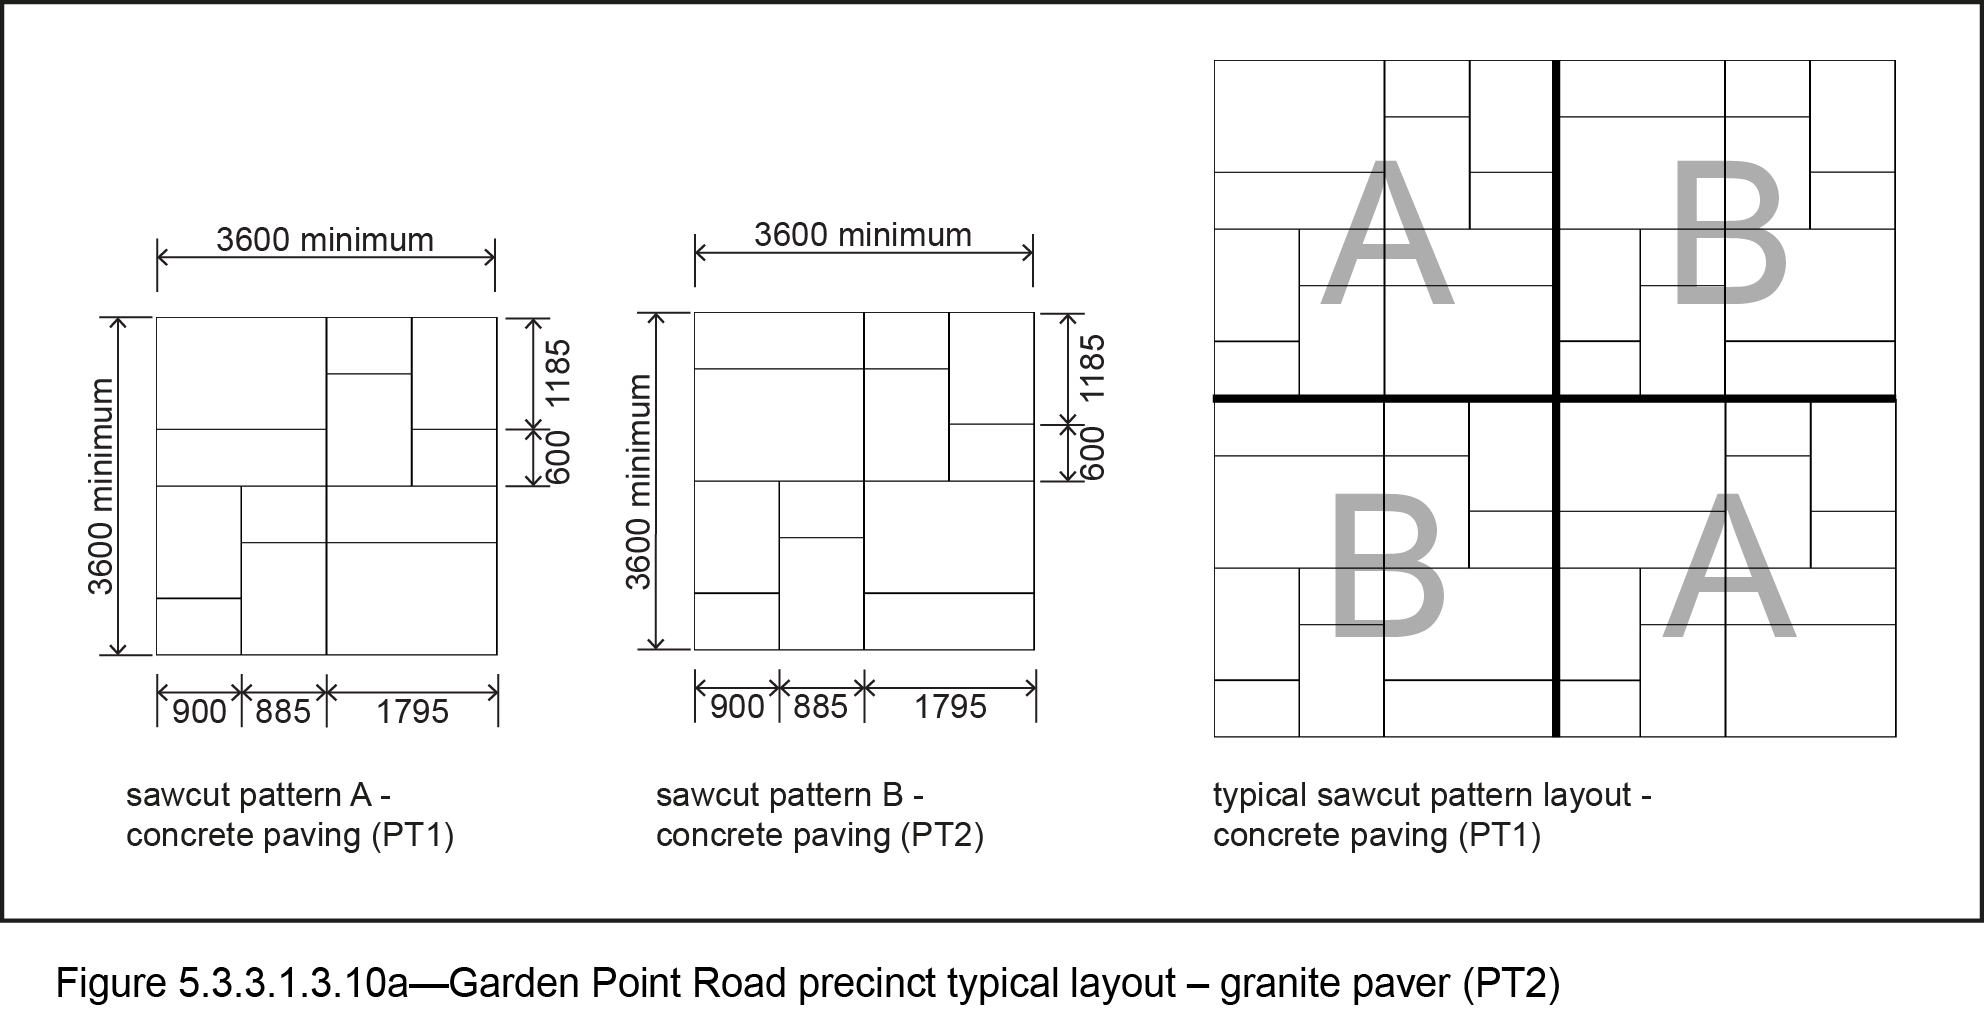 3600 minimum
3600 minimum
1185
600
900
885
1795
sawcut pattern A -
concrete paving (PT1)
3600 minimum
3600 minimum
1185
600
900
885
1795
sawcut pattern B -
concrete paving (PT2)
A
B
B
A
typical sawcut pattern layout -
concrete paving (PT1)
Figure 5.3.3.1.3.10a—Garden Point Road precinct typical layout – granite paver (PT2)